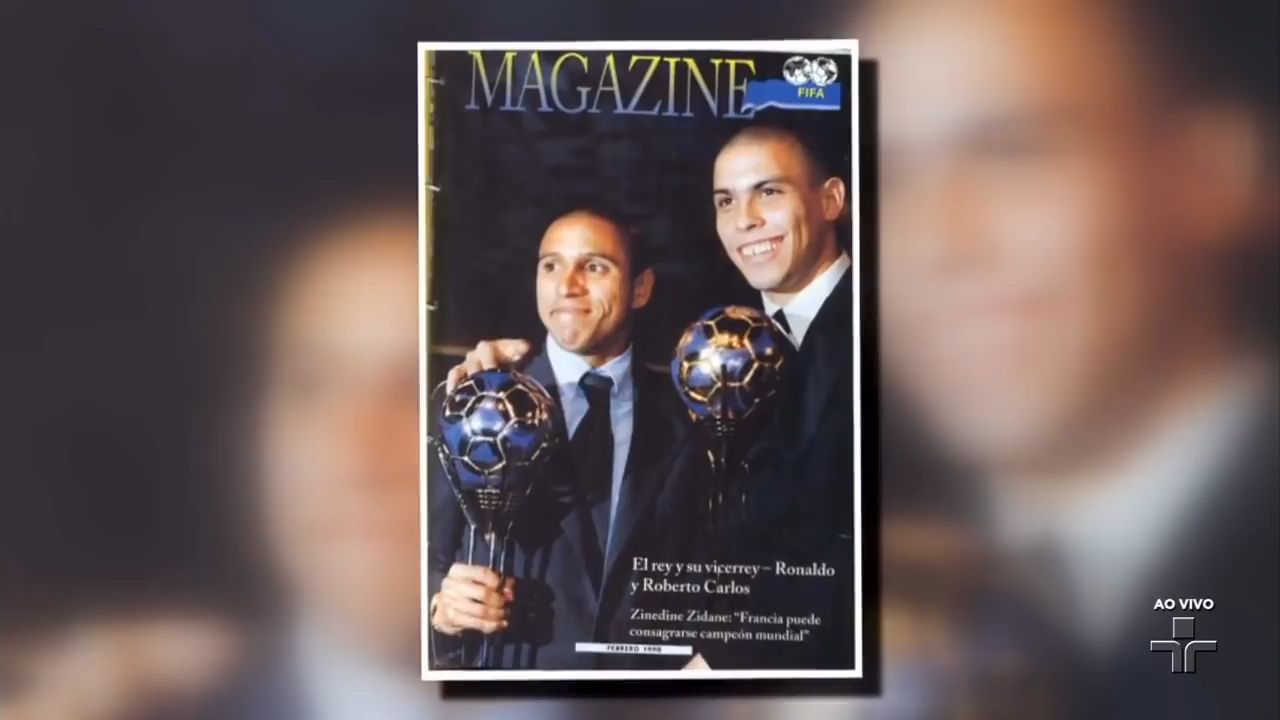 MAGAZINE
FIFA
El rey y su vicerrey – Ronaldo
y Roberto Carlos
Zinedine Zidane: “Francia puede
consagrarse campeón mundial”
FEBRERO 1998
AO VIVO